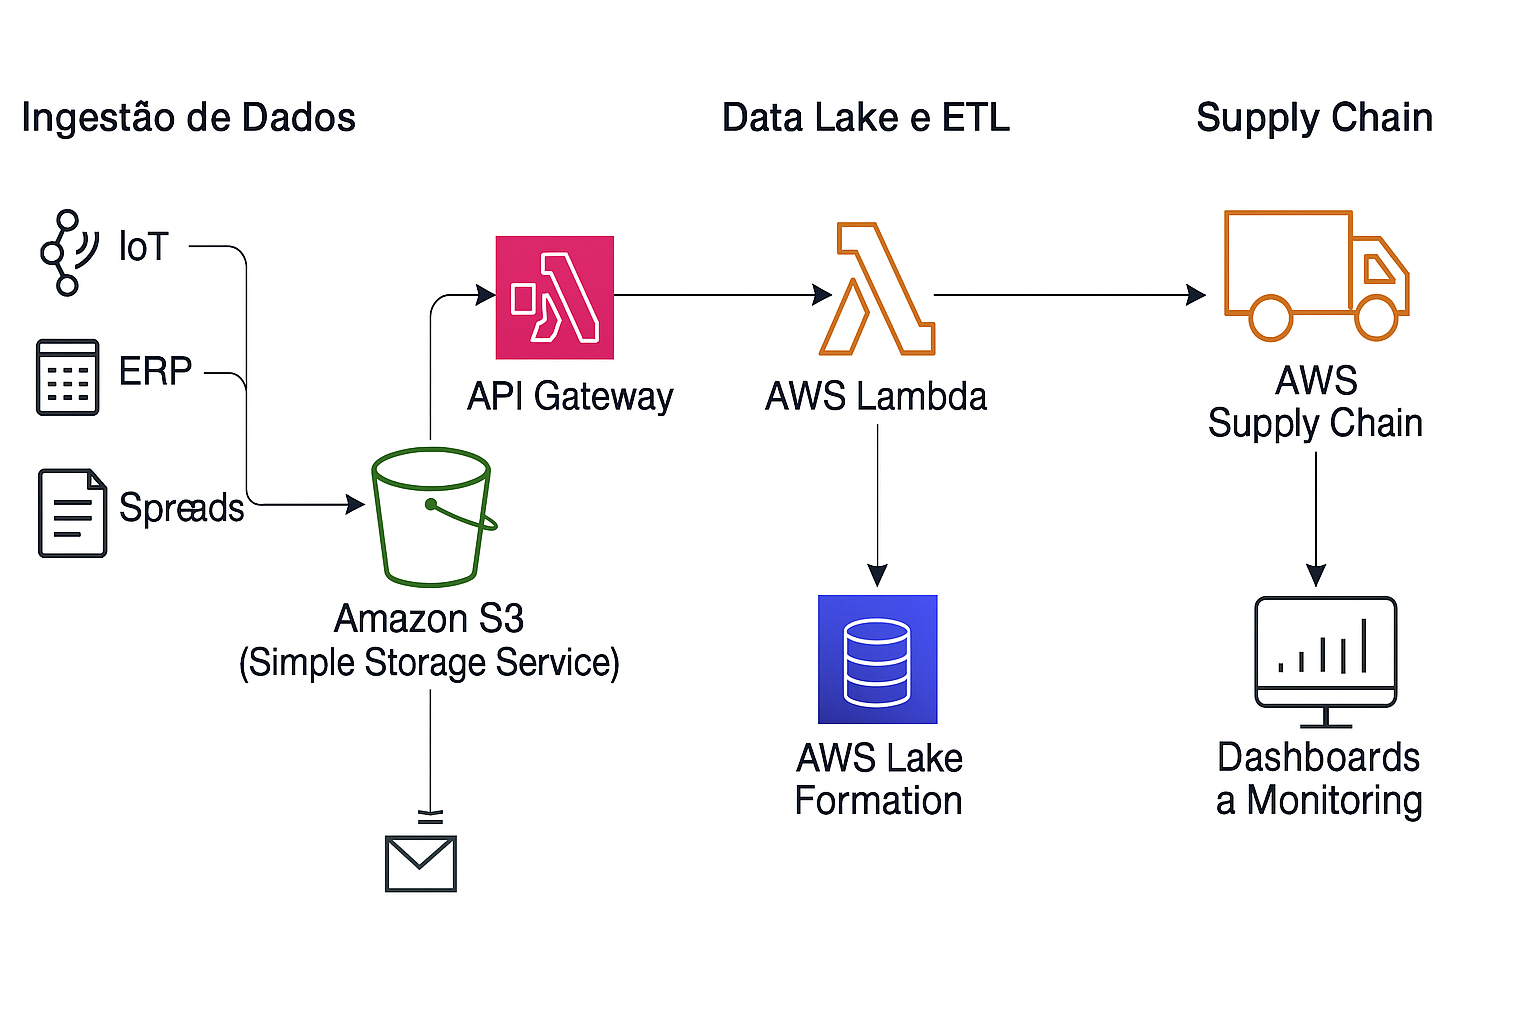 Ingestão de Dados
Data Lake e ETL
Supply Chain
IoT
ERP
Spreads
API Gateway
AWS Lambda
AWS
Supply Chain
Amazon S3
(Simple Storage Service)
AWS Lake
Formation
Dashboards
a Monitoring